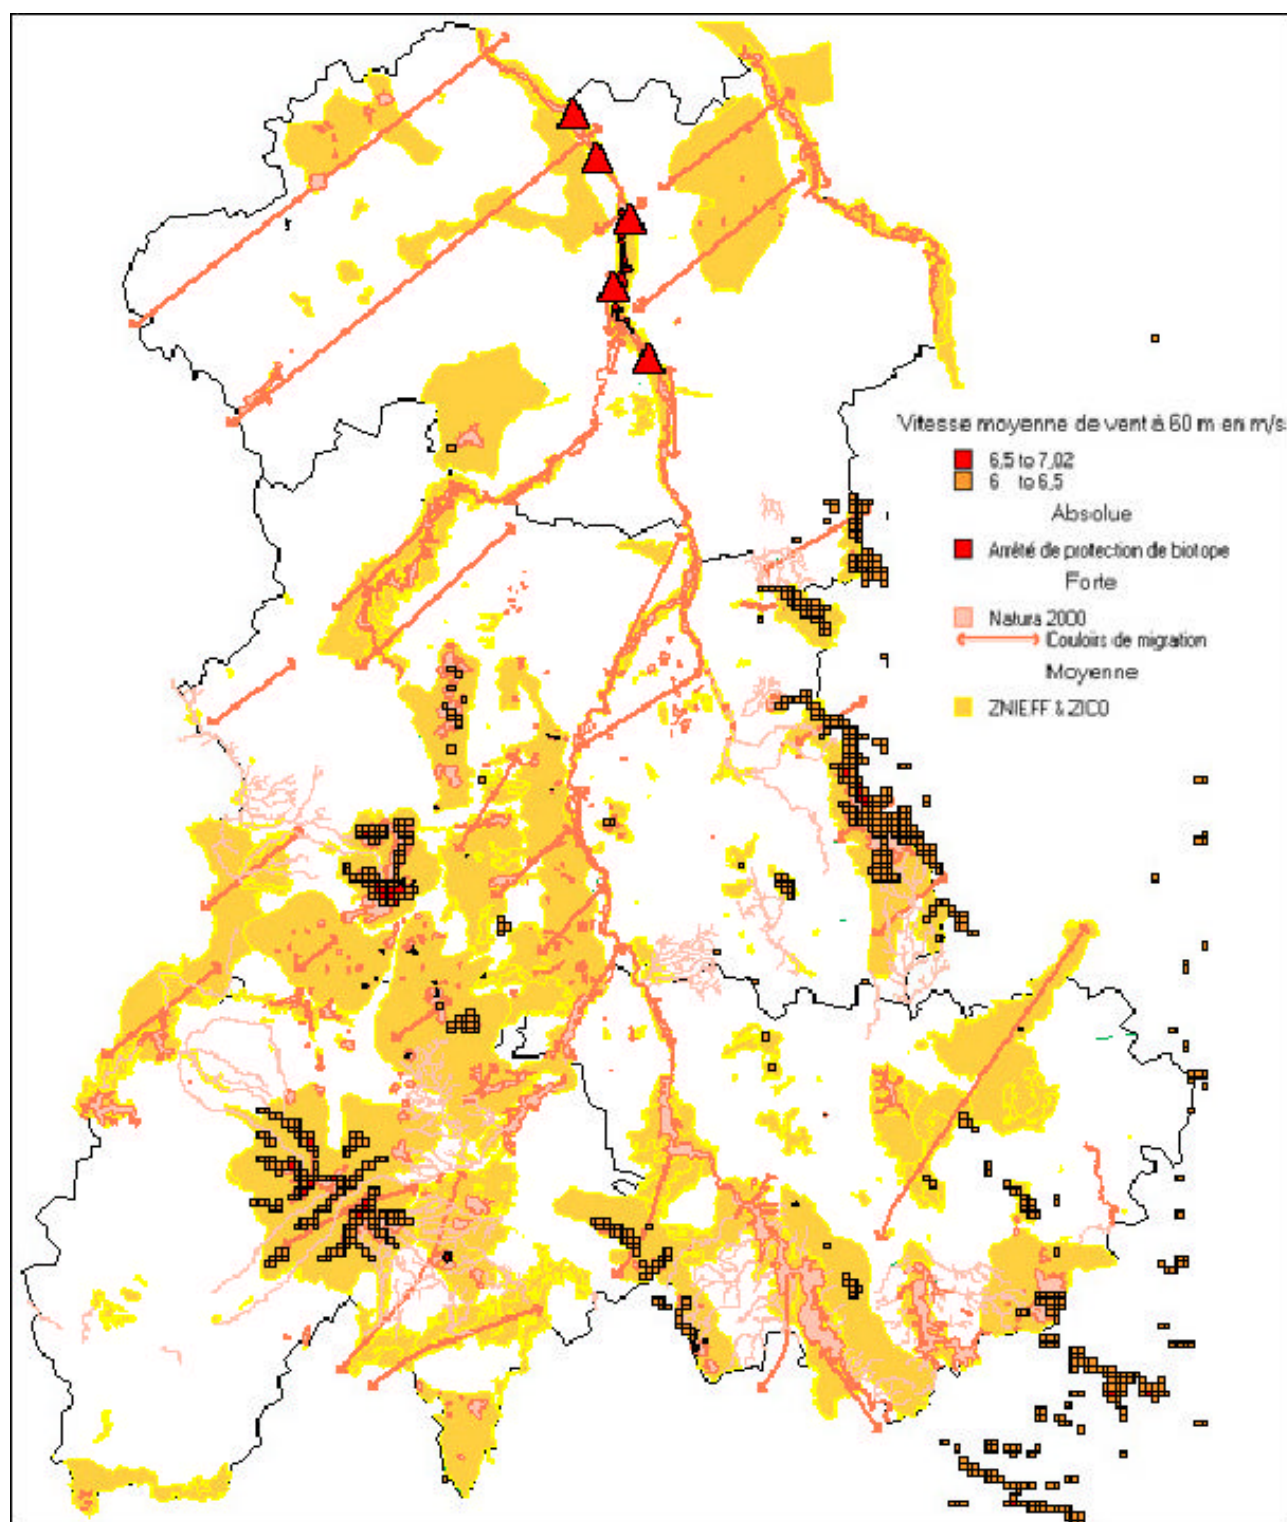 Vitesse moyenne de vent à 60 m en m/s
6,5 to 7,02
6 to 6,5
Absolue
Arrêté de protection de biotope
Forte
Natura 2000
Couloirs de migration
Moyenne
ZNIEFF & ZICO